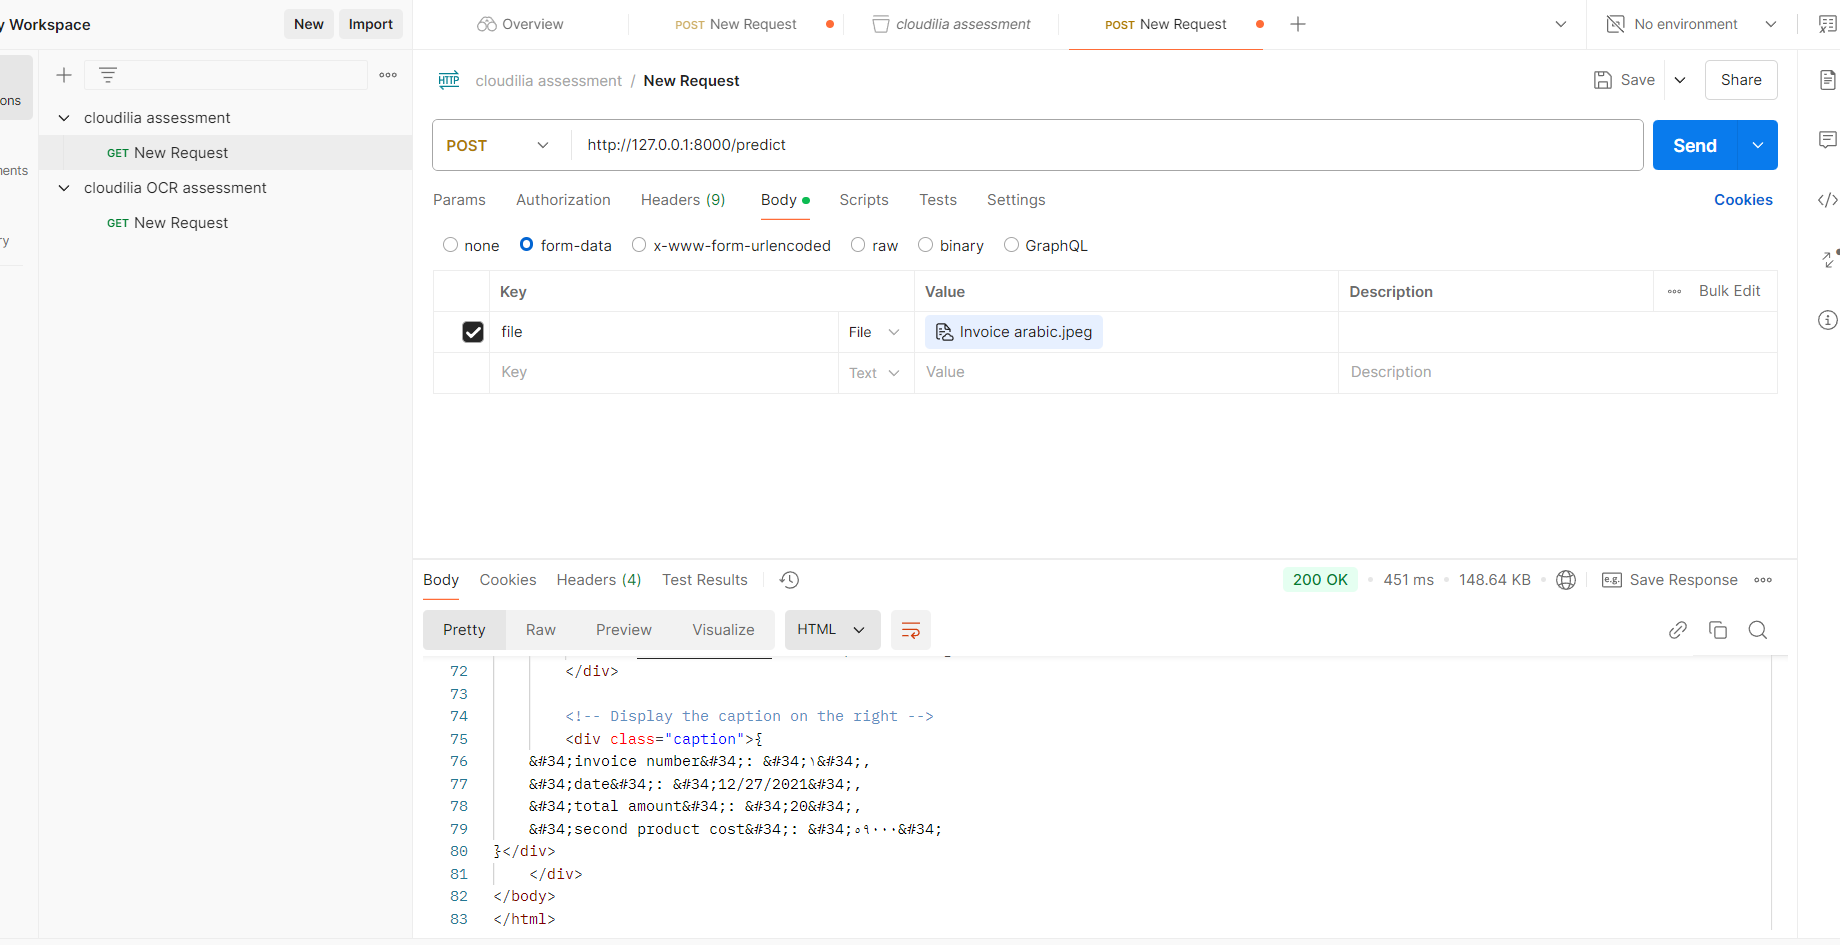 y Workspace
New
Import
ons
ments
ry
cloudilia assessment
GET New Request
cloudilia OCR assessment
GET New Request
Overview
POST New Request
cloudilia assessment
POST New Request
No environment
HTTP
cloudilia assessment / New Request
Save
Share
POST
http://127.0.0.1:8000/predict
Send
Params
Authorization
Headers (9)
Body
Scripts
Tests
Settings
Cookies
none
form-data
x-www-form-urlencoded
raw
binary
GraphQL
Key
Value
Description
Bulk Edit
file
File
Invoice arabic.jpeg
Key
Text
Value
Description
Body
Cookies
Headers (4)
Test Results
200 OK
451 ms
148.64 KB
e.g.
Save Response
Pretty
Raw
Preview
Visualize
HTML
72 </div>
73
74 <!-- Display the caption on the right -->
75 <div class="caption">{
76 &#34;invoice number&#34;: &#34;١&#34;,
77 &#34;date&#34;: &#34;12/27/2021&#34;,
78 &#34;total amount&#34;: &#34;20&#34;,
79 &#34;second product cost&#34;: &#34;٥٩٠٠٠&#34;
80 }</div>
81 </div>
82 </body>
83 </html>